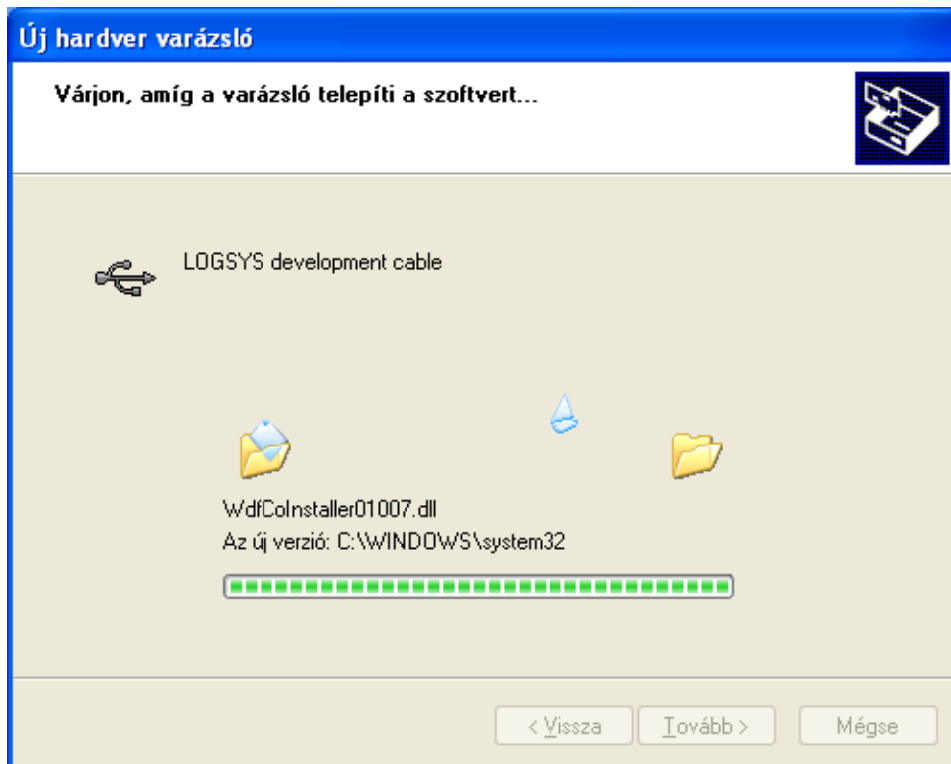 Új hardver varázsló
Várjon, amíg a varázsló telepíti a szoftvert...
LOGSYS development cable
WdfCoInstaller01007.dll
Az új verzió: C:\WINDOWS\system32
< Vissza
Tovább >
Mégse